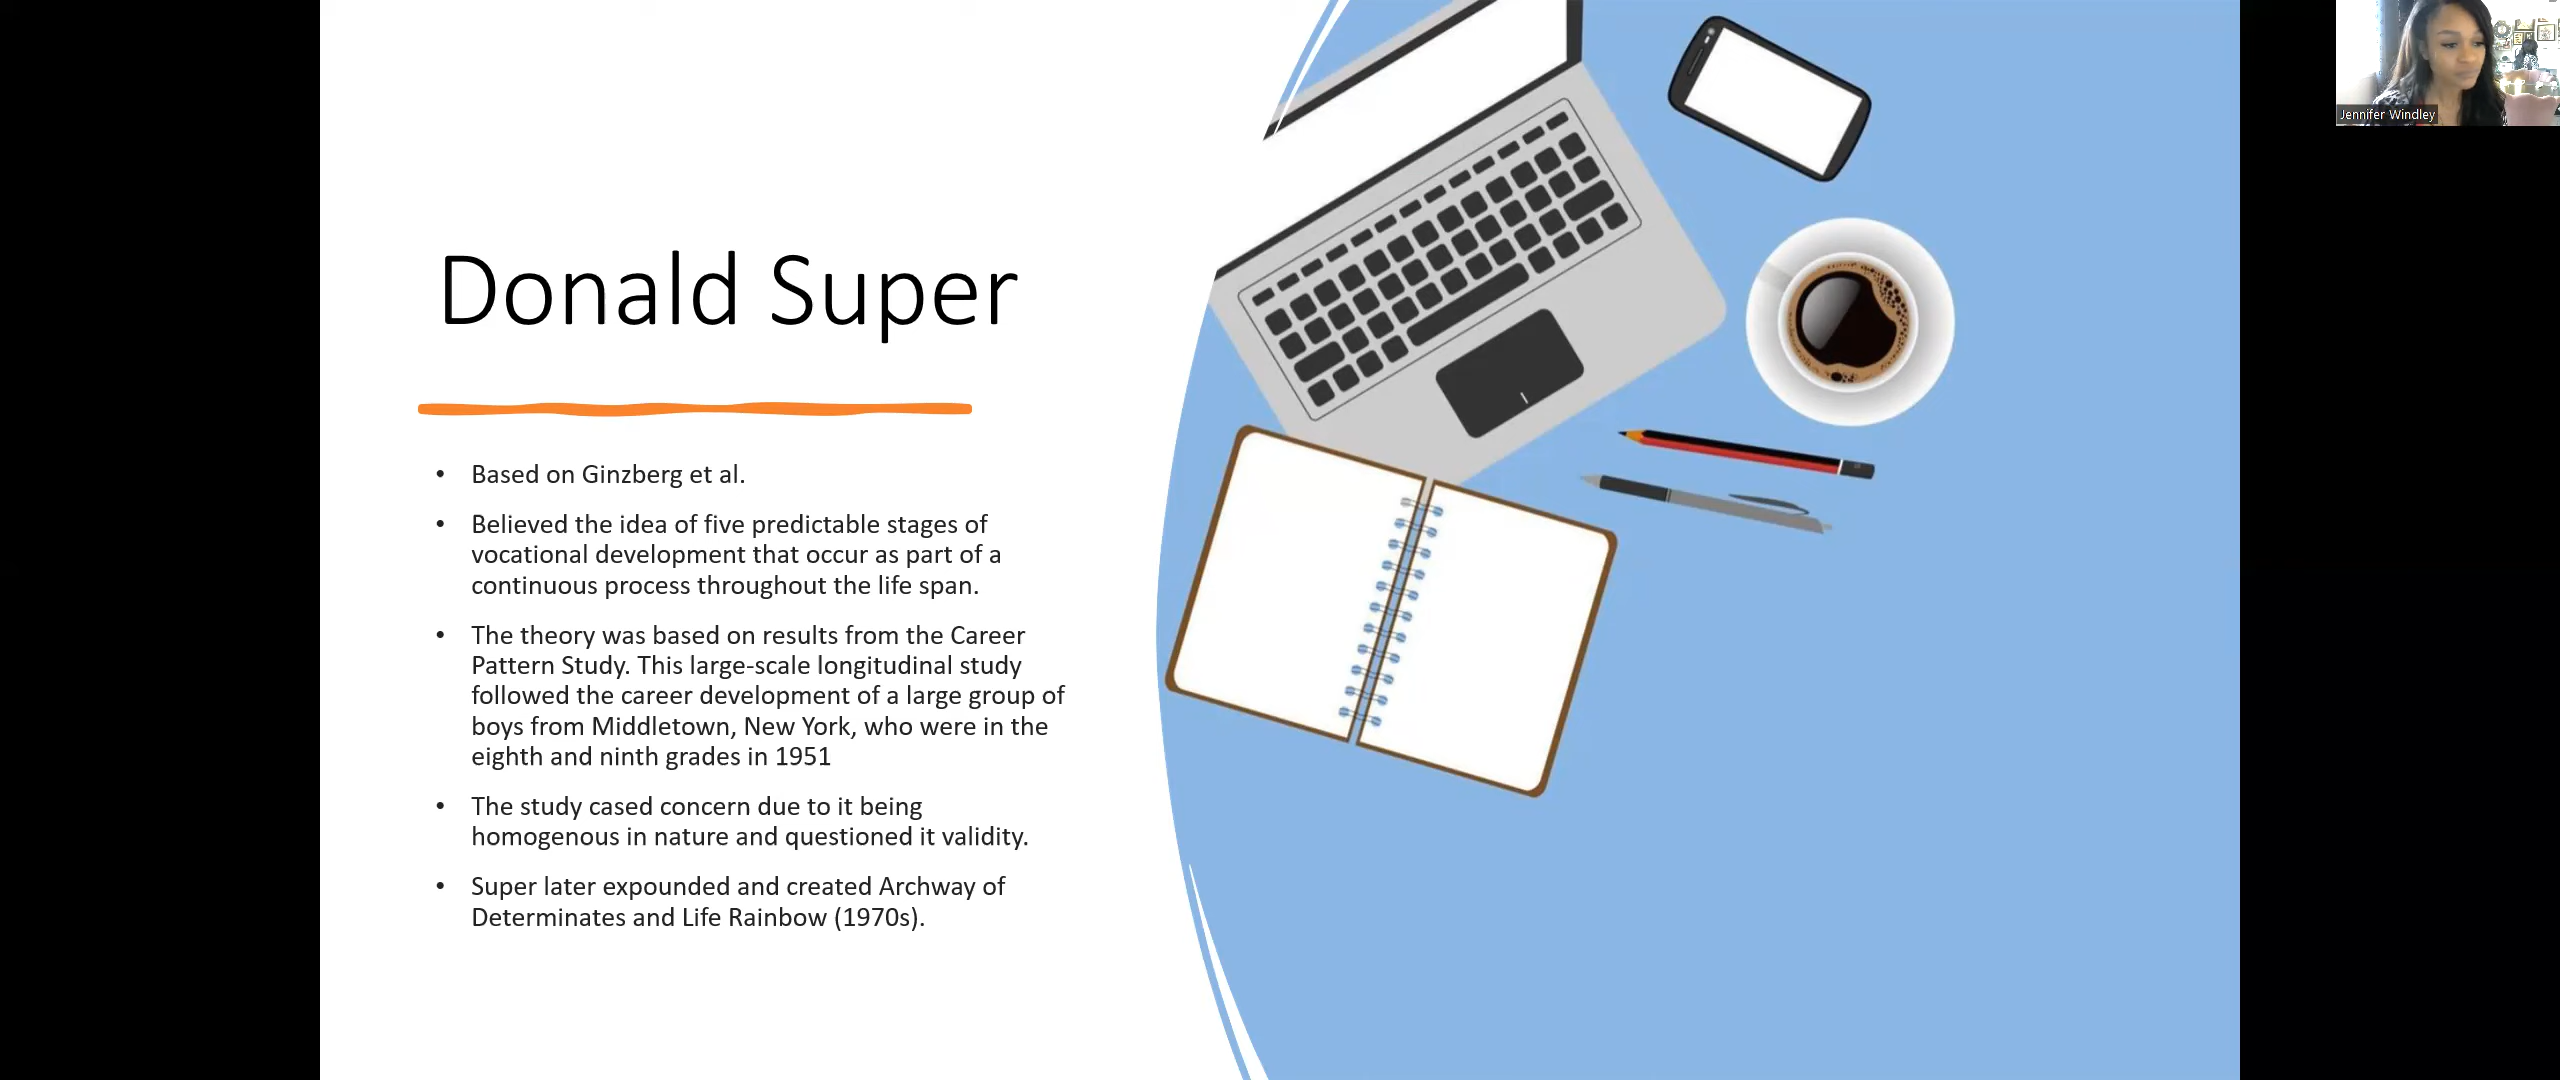 Donald Super
• Based on Ginzberg et al.
• Believed the idea of five predictable stages of
vocational development that occur as part of a
continuous process throughout the life span.
• The theory was based on results from the Career
Pattern Study. This large-scale longitudinal study
followed the career development of a large group of
boys from Middletown, New York, who were in the
eighth and ninth grades in 1951
• The study cased concern due to it being
homogenous in nature and questioned it validity.
• Super later expounded and created Archway of
Determinates and Life Rainbow (1970s).
Jennifer Windley